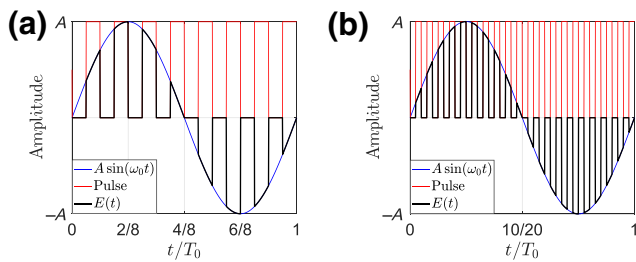 (a)
A
Amplitude
–A
A sin(ω₀t)
Pulse
E(t)
0 2/8 4/8 6/8 1
t/T₀
(b)
A
Amplitude
–A
A sin(ω₀t)
Pulse
E(t)
0 10/20 1
t/T₀